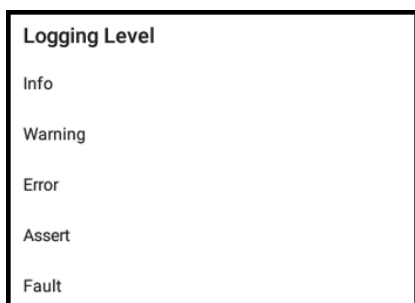 Logging Level
Info
Warning
Error
Assert
Fault